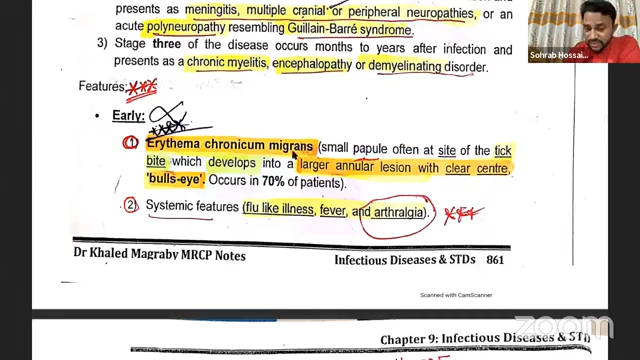 presents as meningitis, multiple cranial or peripheral neuropathies, or an
acute polyneuropathy resembling Guillain-Barré syndrome.
3) Stage three of the disease occurs months to years after infection and
presents as a chronic myelitis, encephalopathy or demyelinating disorder.
Features:
• Early:
1 Erythema chronicum migrans (small papule often at site of the tick
bite which develops into a larger annular lesion with clear centre,
'bulls-eye'. Occurs in 70% of patients).
2 Systemic features (flu like illness, fever, and arthralgia).
Dr Khaled Magraby MRCP Notes Infectious Diseases & STDs 861
Scanned with CamScanner
Chapter 9: Infectious Diseases &
Sohrab Hossai...
zoom